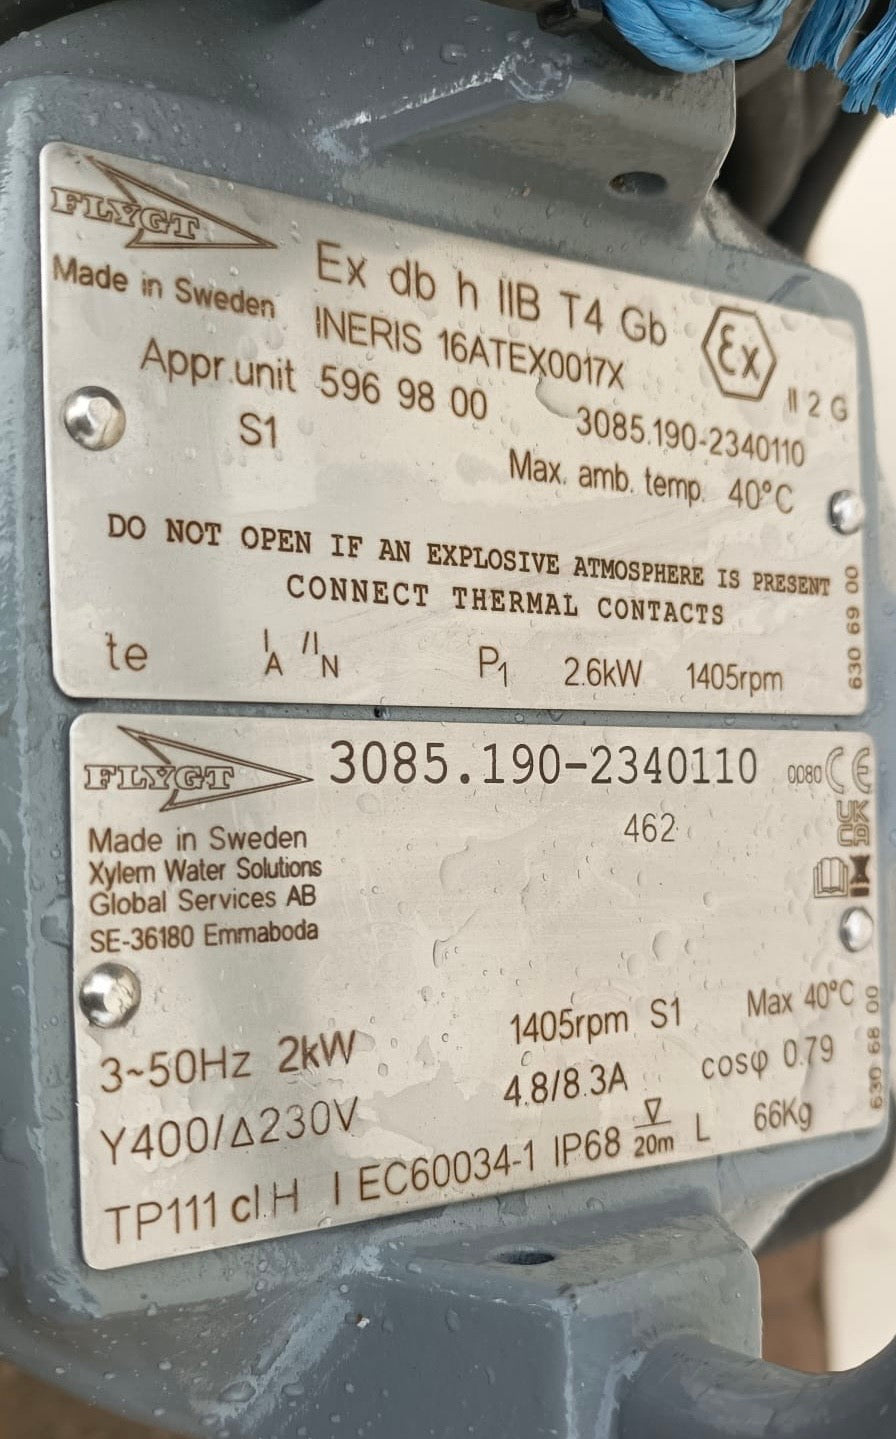 FLYGT
Ex db h IIB T4 Gb
Made in Sweden
INERIS 16ATEX0017X
Ex
II 2 G
Appr.unit 596 98 00
3085.190-2340110
S1
Max. amb. temp. 40°C
DO NOT OPEN IF AN EXPLOSIVE ATMOSPHERE IS PRESENT
CONNECT THERMAL CONTACTS
te
IA/IN
P1 2.6kW 1405rpm
630 69 00
FLYGT
3085.190-2340110
0080 CE
462
UK
CA
Made in Sweden
Xylem Water Solutions
Global Services AB
SE-36180 Emmaboda
3~50Hz 2kW 1405rpm S1 Max 40°C
Y400/Δ230V 4.8/8.3A cosφ 0.79
TP111 cl.H IEC60034-1 IP68 ∇ 20m L 66Kg
630 68 00